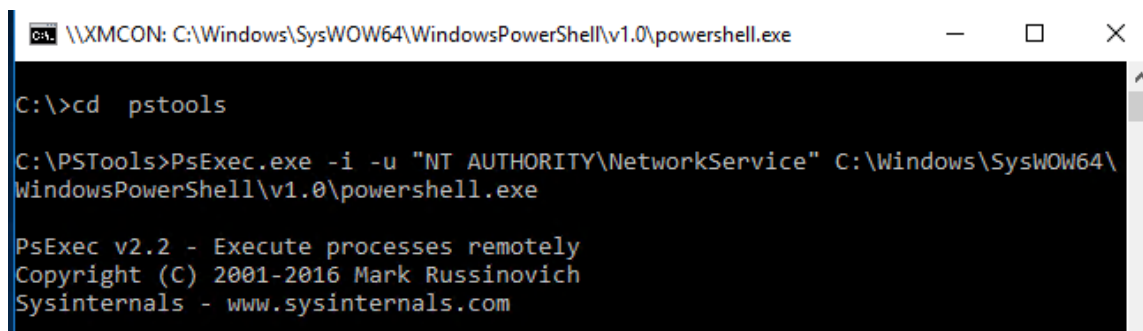 \\XMCON: C:\Windows\SysWOW64\WindowsPowerShell\v1.0\powershell.exe
C:\>cd  pstools
C:\PSTools>PsExec.exe -i -u "NT AUTHORITY\NetworkService" C:\Windows\SysWOW64\
WindowsPowerShell\v1.0\powershell.exe
PsExec v2.2 - Execute processes remotely
Copyright (C) 2001-2016 Mark Russinovich
Sysinternals - www.sysinternals.com